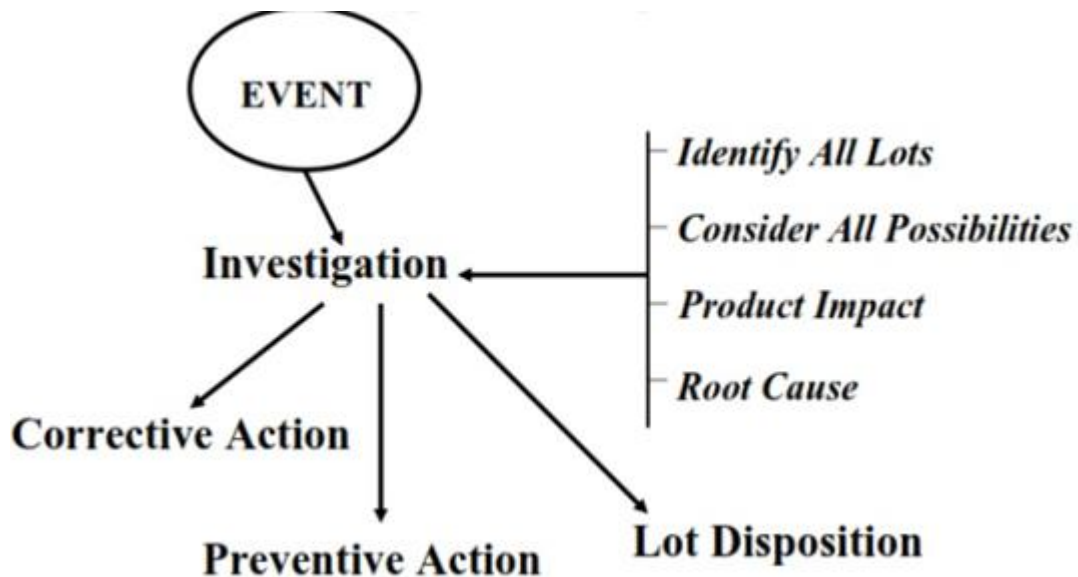 EVENT
Identify All Lots
Consider All Possibilities
Investigation
Product Impact
Root Cause
Corrective Action
Lot Disposition
Preventive Action